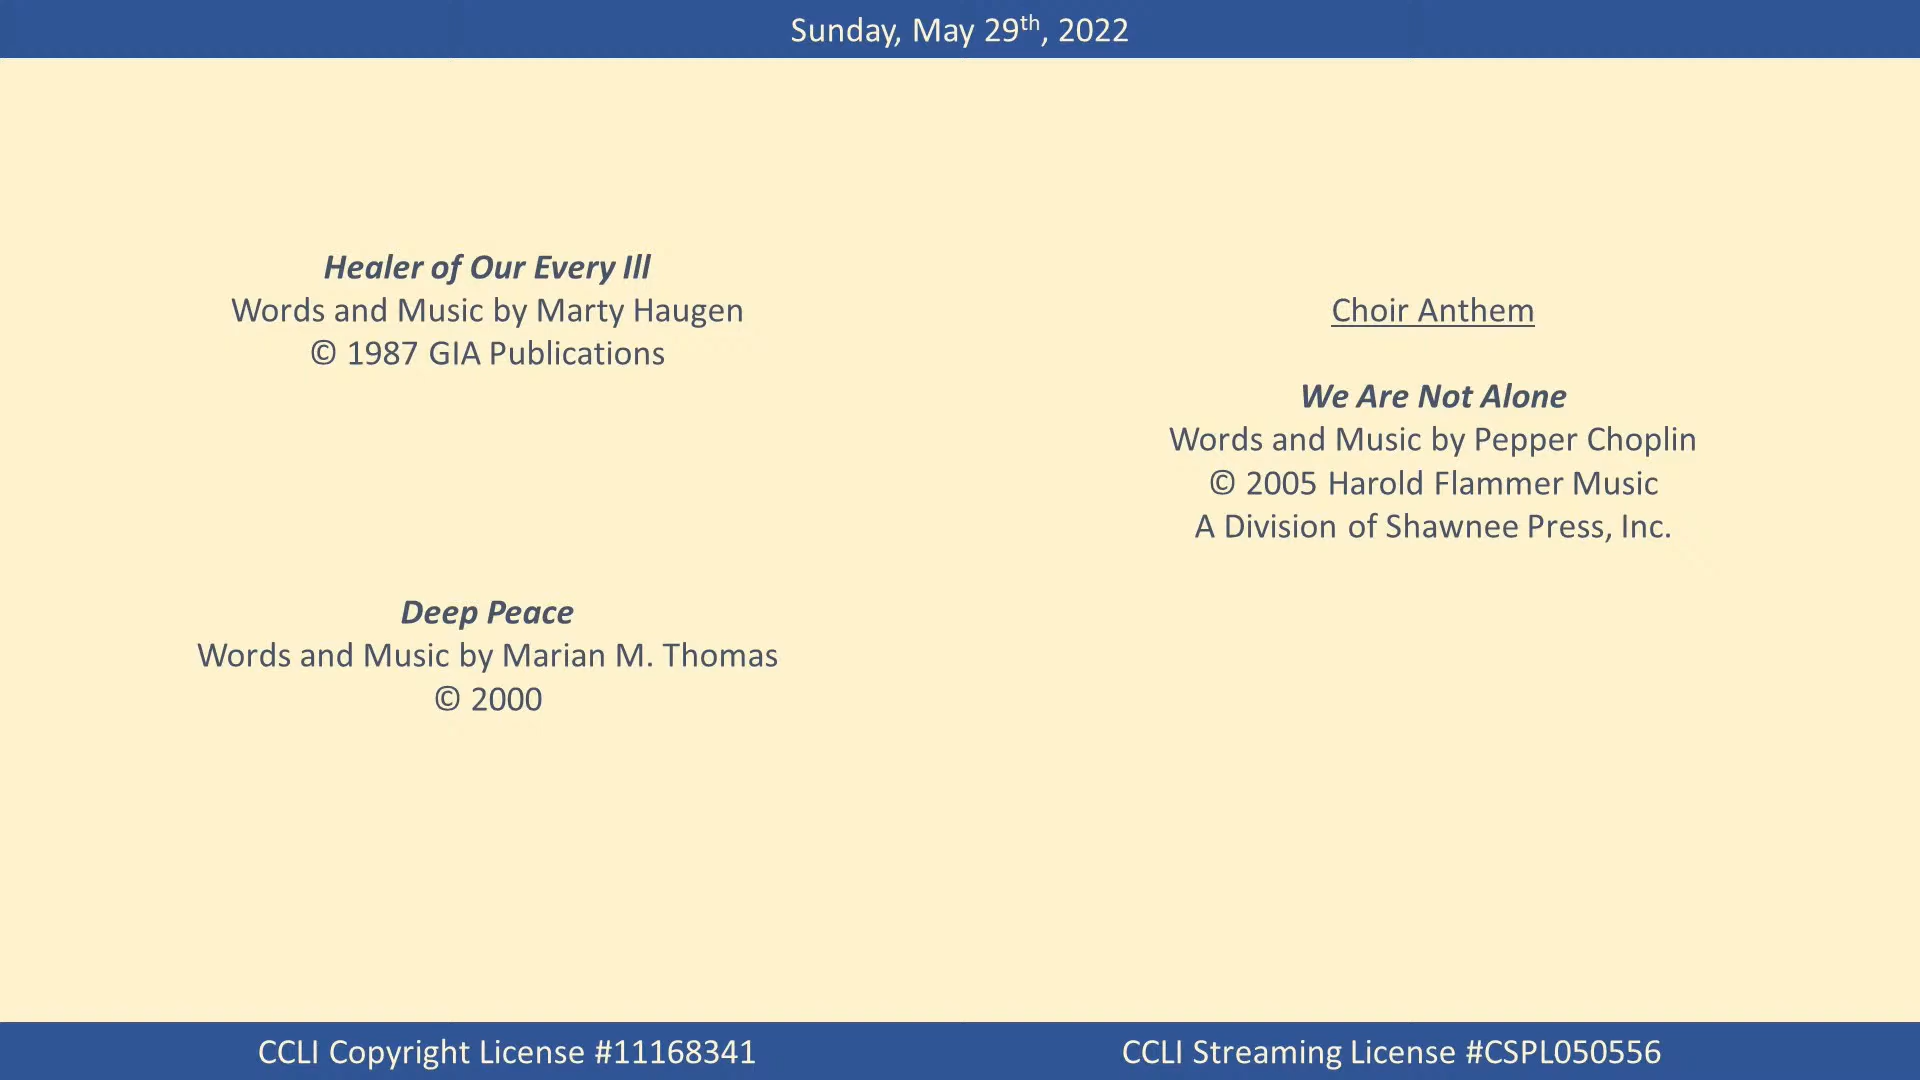 Sunday, May 29th, 2022
Healer of Our Every Ill
Words and Music by Marty Haugen
© 1987 GIA Publications
Deep Peace
Words and Music by Marian M. Thomas
© 2000
Choir Anthem
We Are Not Alone
Words and Music by Pepper Choplin
© 2005 Harold Flammer Music
A Division of Shawnee Press, Inc.
CCLI Copyright License #11168341
CCLI Streaming License #CSPL050556